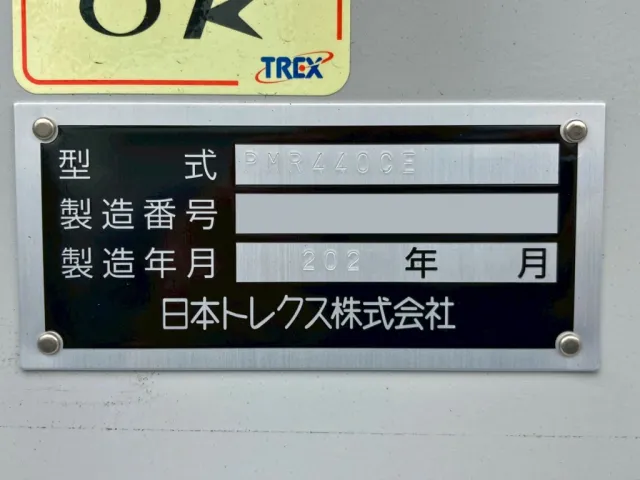 OK
TREX
型 式 PMR440CE
製造番号
製造年月 202 年 月
日本トレクス株式会社